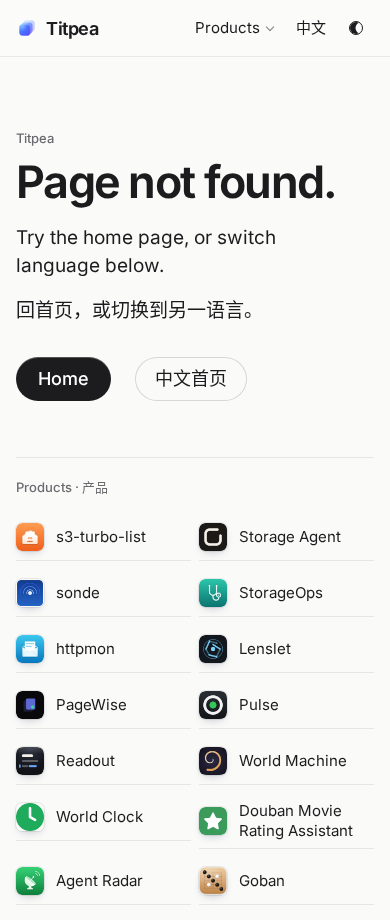 Titpea
Products
中文
Titpea
Page not found.
Try the home page, or switch
language below.
回首页，或切换到另一语言。
Home
中文首页
Products · 产品
s3-turbo-list
Storage Agent
sonde
StorageOps
httpmon
Lenslet
PageWise
Pulse
Readout
World Machine
World Clock
Douban Movie
Rating Assistant
Agent Radar
Goban